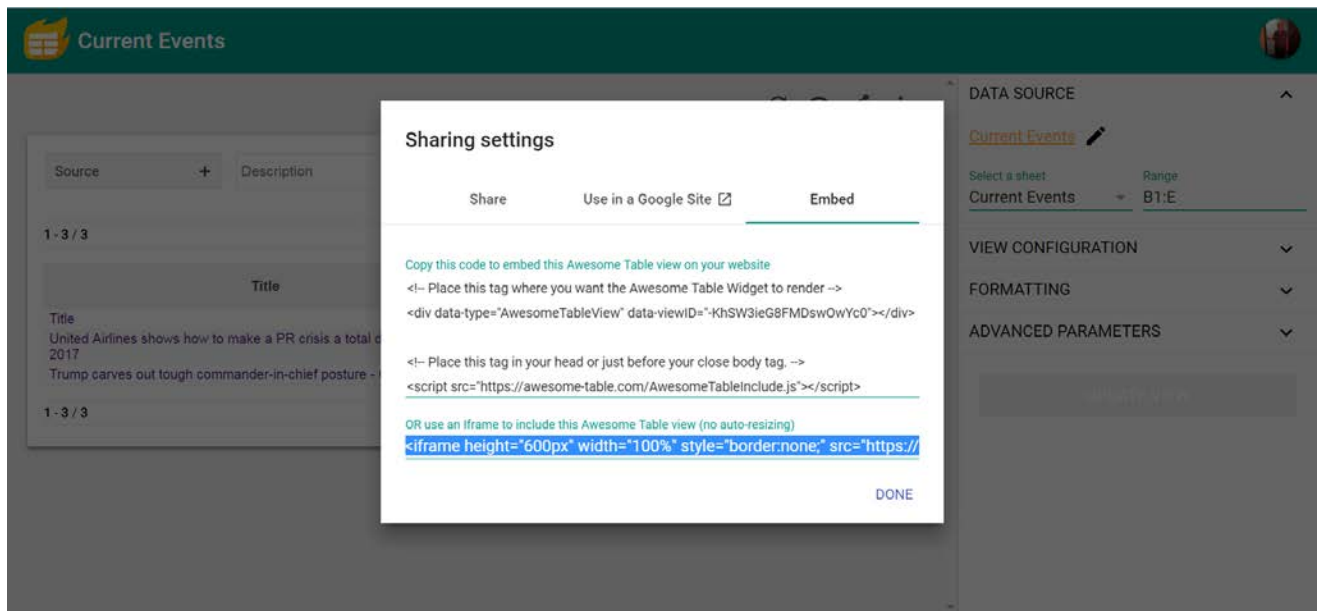 Current Events
DATA SOURCE
Current Events
Select a sheet
Range
Current Events
B1:E
VIEW CONFIGURATION
FORMATTING
ADVANCED PARAMETERS
Source +
Description
1 - 3 / 3
Title
Title
United Airlines shows how to make a PR crisis a total
2017
Trump carves out tough commander-in-chief posture -
1 - 3 / 3
Sharing settings
Share
Use in a Google Site
Embed
Copy this code to embed this Awesome Table view on your website
<!-- Place this tag where you want the Awesome Table Widget to render -->
<div data-type="AwesomeTableView" data-viewID="-KhSW3ieG8FMDswOwYc0"></div>
<!-- Place this tag in your head or just before your close body tag. -->
<script src="https://awesome-table.com/AwesomeTableInclude.js"></script>
OR use an Iframe to include this Awesome Table view (no auto-resizing)
<iframe height="600px" width="100%" style="border:none;" src="https://
DONE